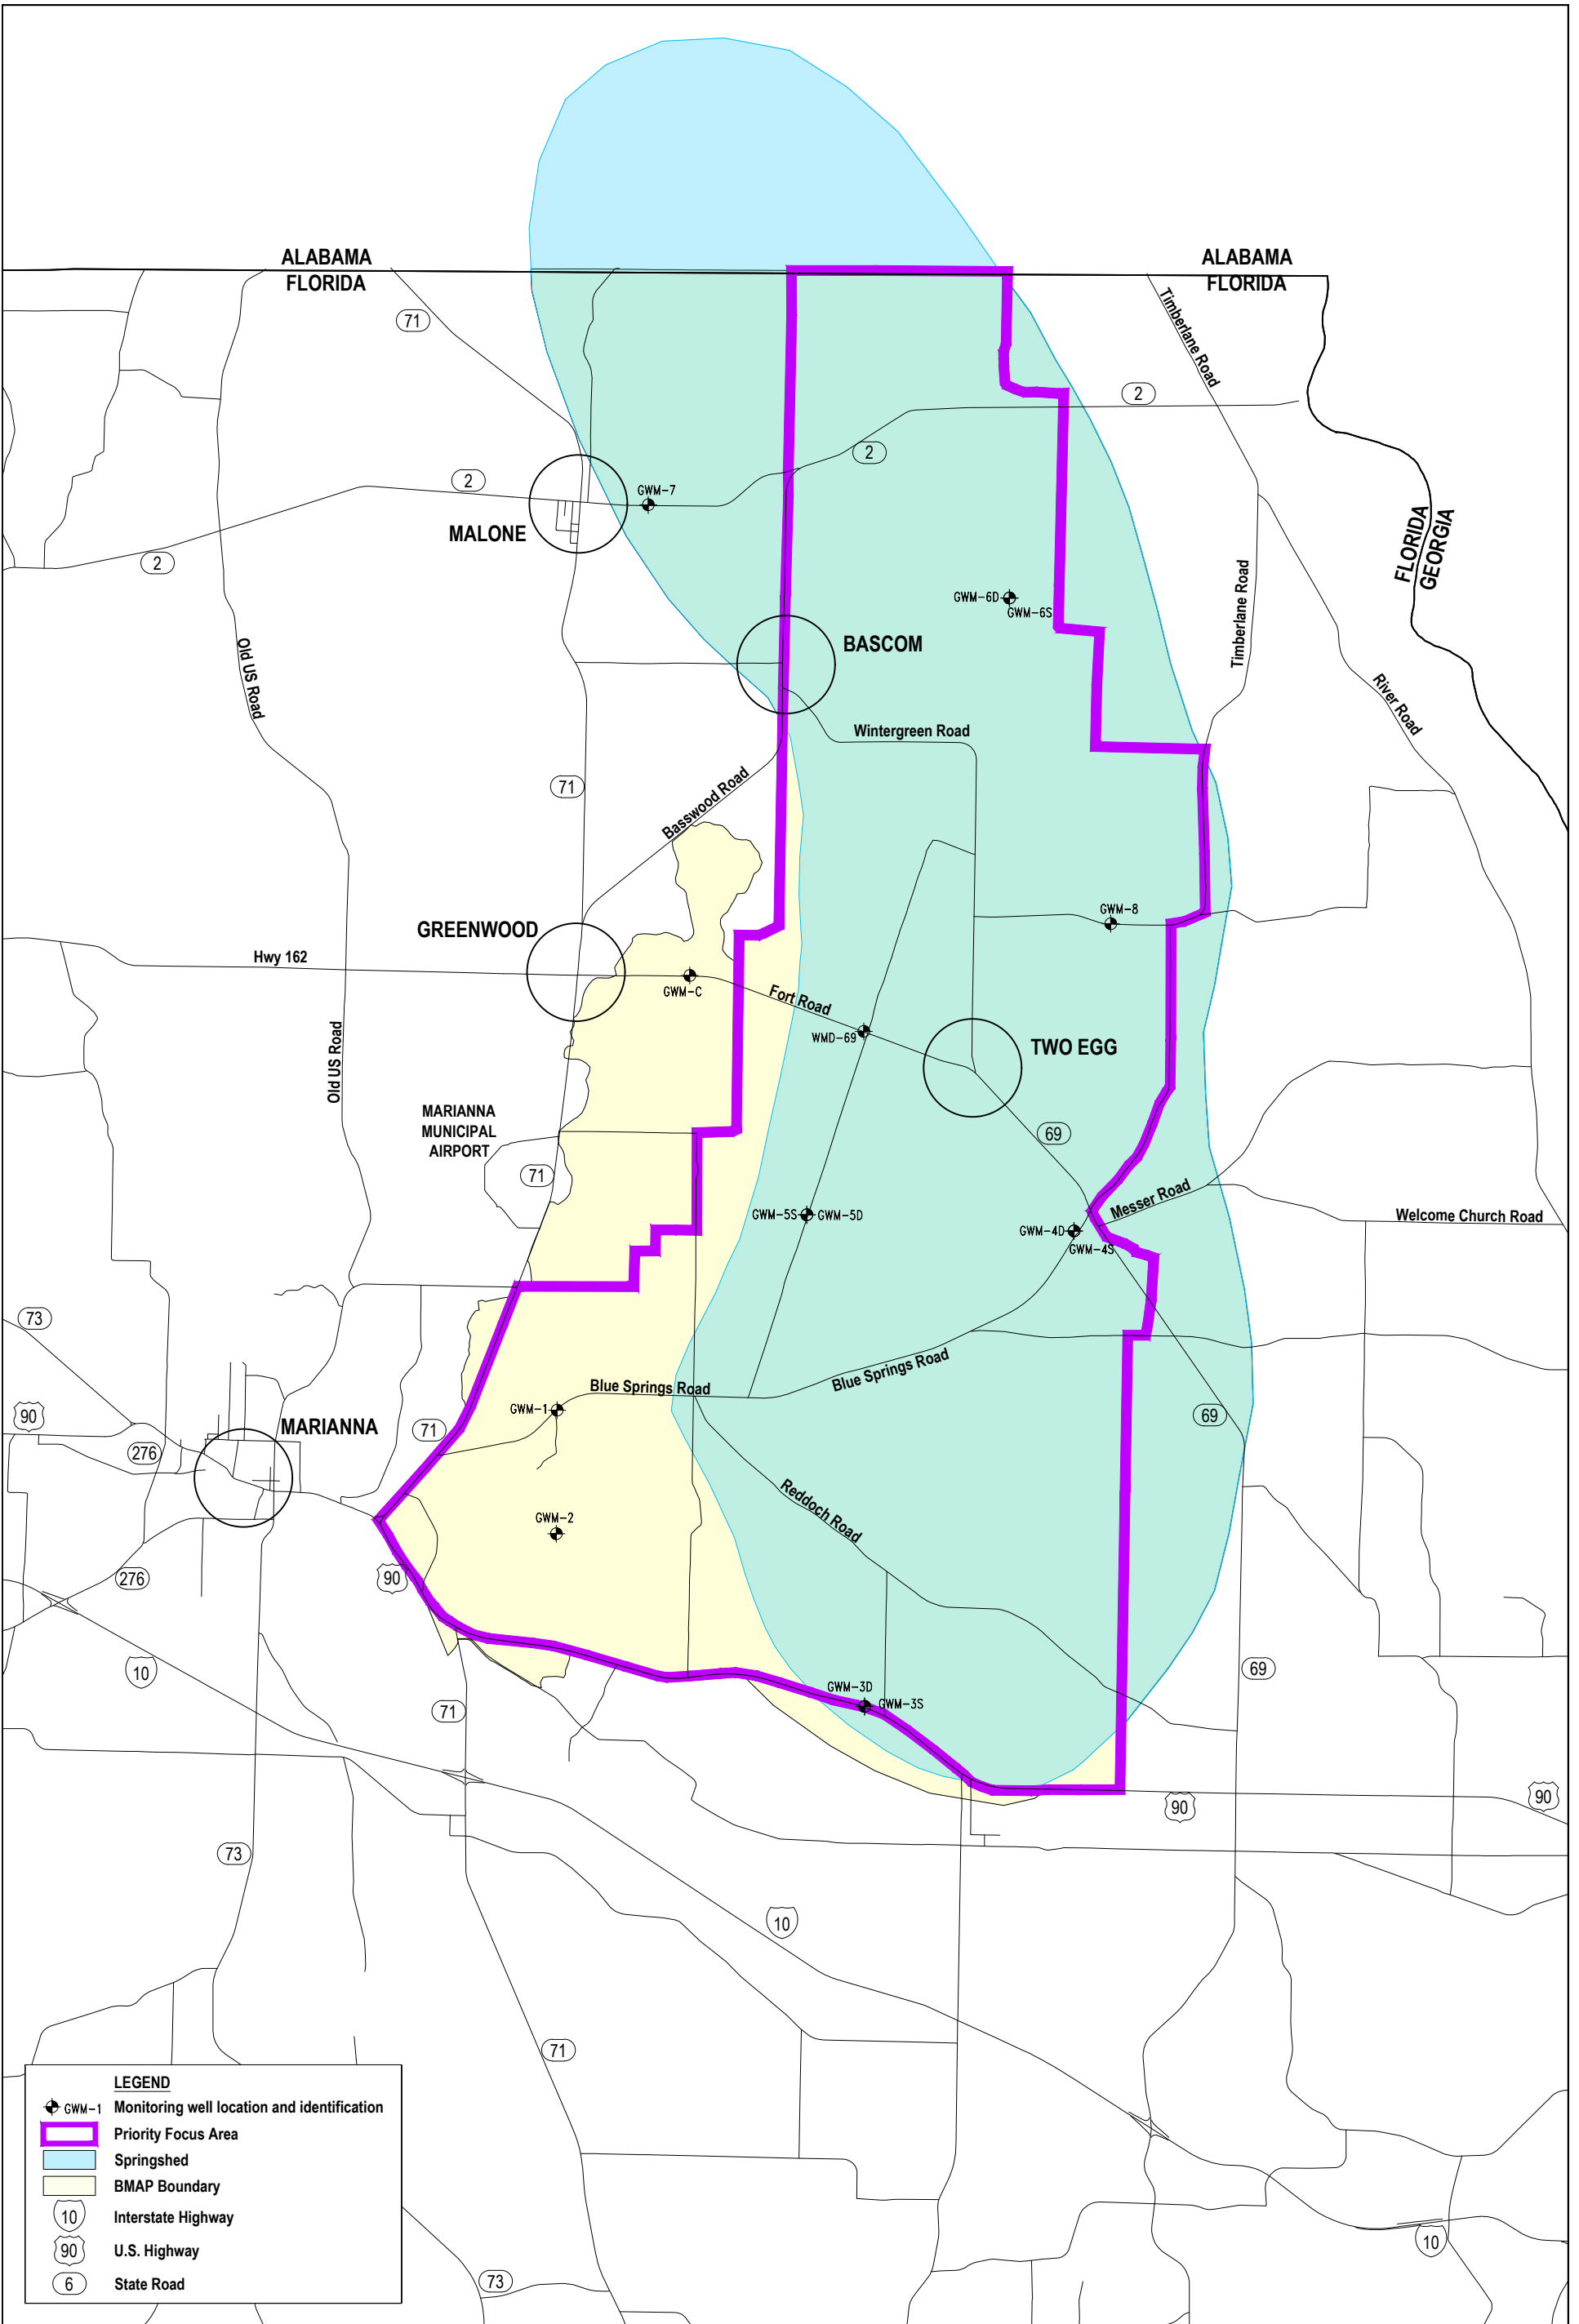 ALABAMA
FLORIDA
ALABAMA
FLORIDA
71
Timberlane Road
2
2
2
GWM-7
MALONE
2
FLORIDA
GEORGIA
GWM-6D
GWM-6S
Timberlane Road
BASCOM
Old US Road
River Road
Wintergreen Road
71
Basswood Road
GWM-8
GREENWOOD
Hwy 162
GWM-C
Fort Road
WMD-69
TWO EGG
Old US Road
MARIANNA
MUNICIPAL
AIRPORT
69
71
Messer Road
GWM-5S
GWM-5D
Welcome Church Road
GWM-4D
GWM-4S
73
Blue Springs Road
Blue Springs Road
GWM-1
90
MARIANNA
71
69
276
Reddoch Road
GWM-2
276
90
10
69
GWM-3D
GWM-3S
71
90
90
73
10
71
LEGEND
GWM-1 Monitoring well location and identification
Priority Focus Area
Springshed
BMAP Boundary
10 Interstate Highway
90 U.S. Highway
6 State Road
10
73